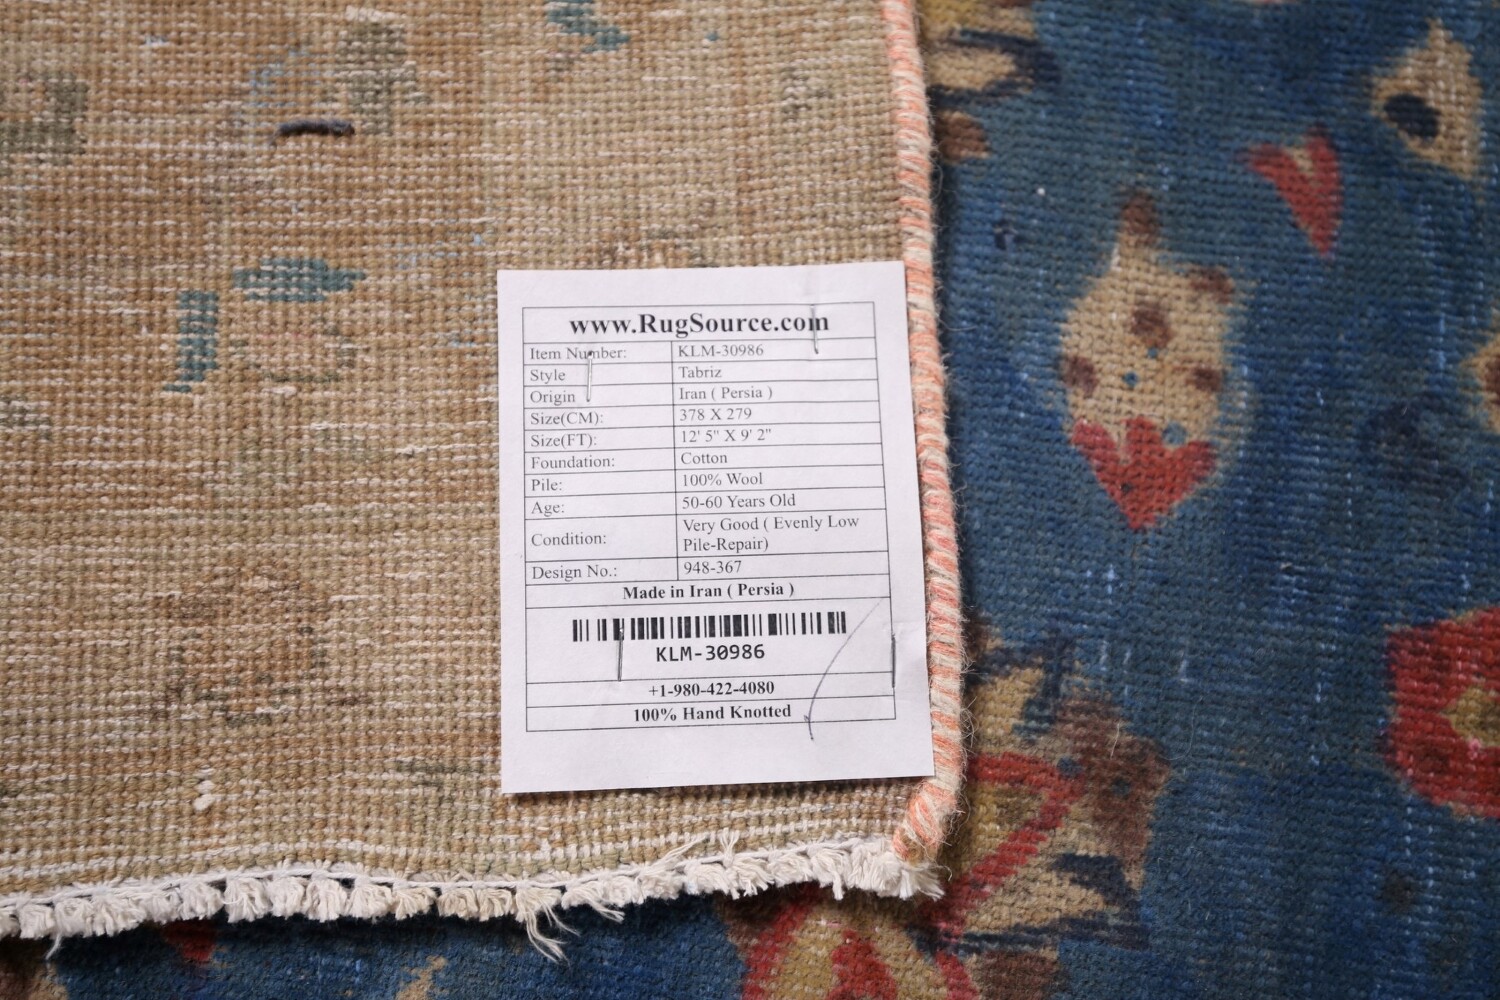 www.RugSource.com
Item Number: KLM-30986
Style Tabriz
Origin Iran ( Persia )
Size(CM): 378 X 279
Size(FT): 12' 5" X 9' 2"
Foundation: Cotton
Pile: 100% Wool
Age: 50-60 Years Old
Condition: Very Good ( Evenly Low
Pile-Repair)
Design No.: 948-367
Made in Iran ( Persia )
KLM-30986
+1-980-422-4080
100% Hand Knotted